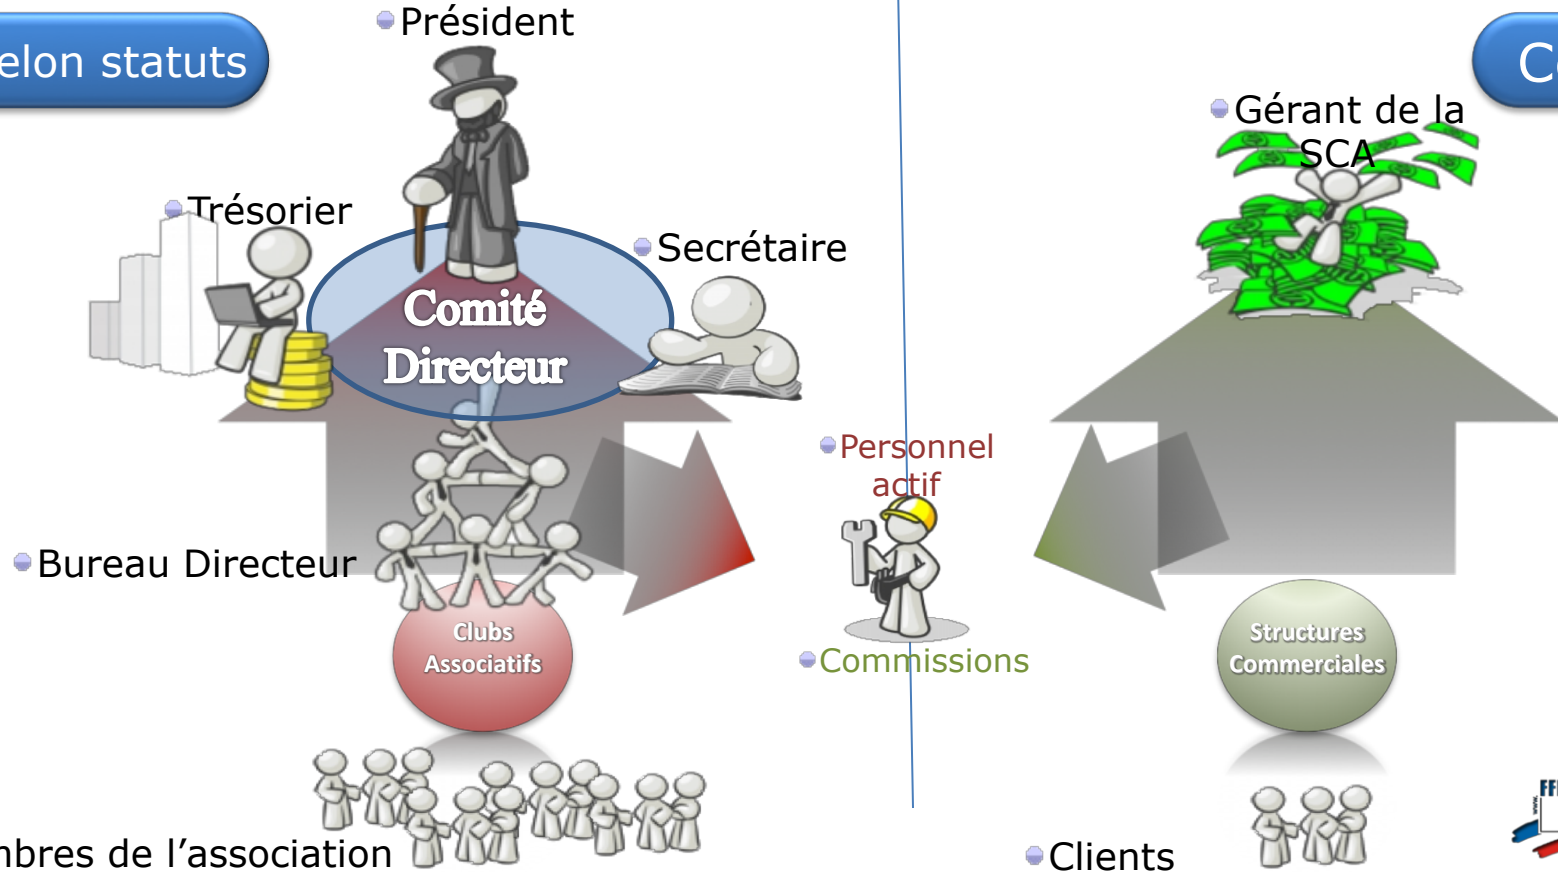 Président
elon statuts
Gérant de la
SCA
Trésorier
Secrétaire
Comité
Directeur
Personnel
actif
Bureau Directeur
Clubs
Associatifs
Structures
Commerciales
Commissions
mbres de l’association
Clients